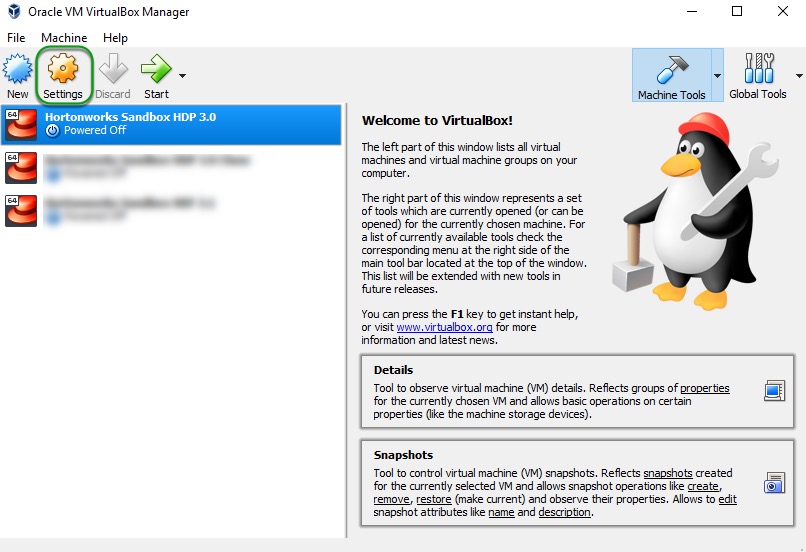 Oracle VM VirtualBox Manager
File Machine Help
New Settings Discard Start Machine Tools Global Tools
64
Hortonworks Sandbox HDP 3.0
Powered Off
64
64
Welcome to VirtualBox!
The left part of this window lists all virtual
machines and virtual machine groups on your
computer.
The right part of this window represents a set
of tools which are currently opened (or can be
opened) for the currently chosen machine. For
a list of currently available tools check the
corresponding menu at the right side of the
main tool bar located at the top of the window.
This list will be extended with new tools in
future releases.
You can press the F1 key to get instant help,
or visit www.virtualbox.org for more
information and latest news.
Details
Tool to observe virtual machine (VM) details. Reflects groups of properties
for the currently chosen VM and allows basic operations on certain
properties (like the machine storage devices).
Snapshots
Tool to control virtual machine (VM) snapshots. Reflects snapshots created
for the currently selected VM and allows snapshot operations like create,
remove, restore (make current) and observe their properties. Allows to edit
snapshot attributes like name and description.